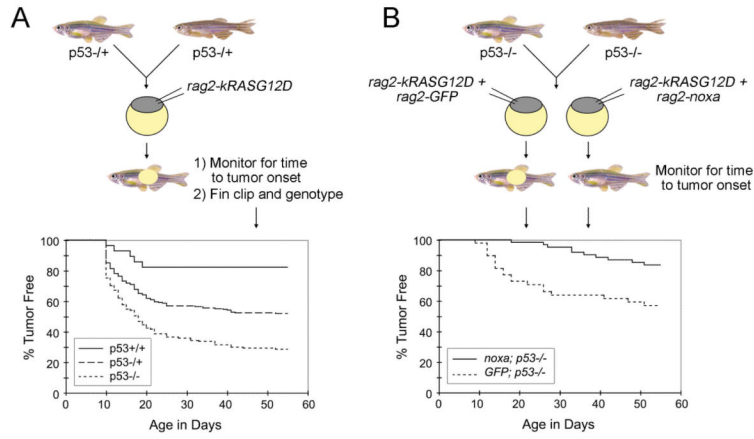 A
p53-/+
p53-/+
rag2-kRASG12D
1) Monitor for time
to tumor onset
2) Fin clip and genotype
100
80
60
40
20
0
% Tumor Free
p53+/+
p53-/+
p53-/-
0 10 20 30 40 50 60
Age in Days
B
p53-/-
p53-/-
rag2-kRASG12D +
rag2-GFP
rag2-kRASG12D +
rag2-noxa
Monitor for time
to tumor onset
100
80
60
40
20
0
% Tumor Free
noxa; p53-/-
GFP; p53-/-
0 10 20 30 40 50 60
Age in Days